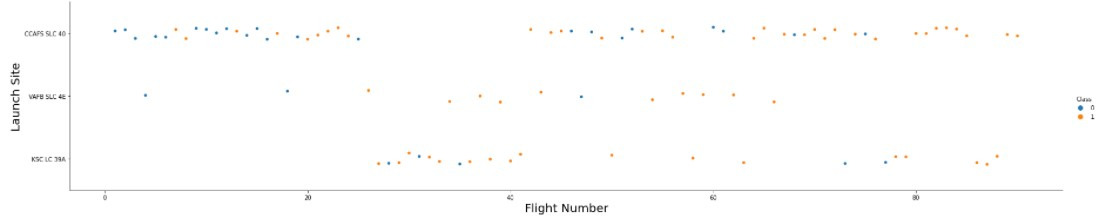 CCAFS SLC 40
VAFB SLC 4E
KSC LC 39A
Launch Site
0 20 40 60 80
Flight Number
Class
0
1